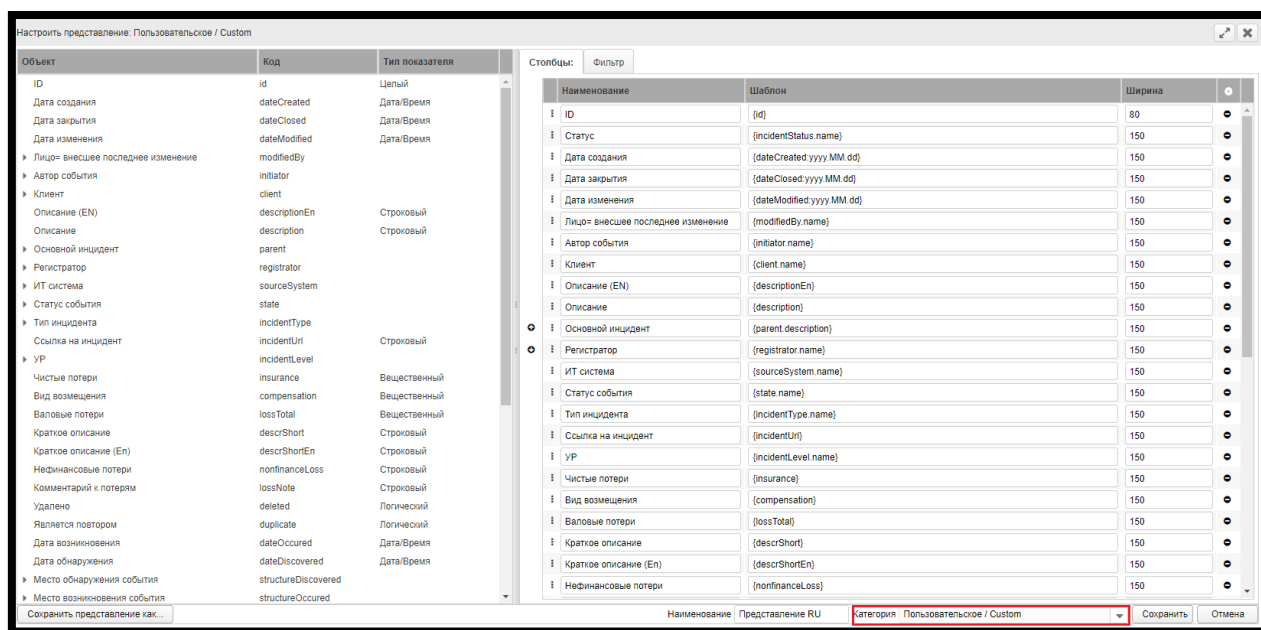 Настроить представление: Пользовательское / Custom
Объект Код Тип показателя
ID id Целый
Дата создания dateCreated Дата/Время
Дата закрытия dateClosed Дата/Время
Дата изменения dateModified Дата/Время
Лицо= внесшее последнее изменение modifiedBy
Автор события initiator
Клиент client
Описание (EN) descriptionEn Строковый
Описание description Строковый
Основной инцидент parent
Регистратор registrator
ИТ система sourceSystem
Статус события state
Тип инцидента incidentType
Ссылка на инцидент incidentUrl Строковый
УР incidentLevel
Чистые потери insurance Вещественный
Вид возмещения compensation Вещественный
Валовые потери lossTotal Вещественный
Краткое описание descrShort Строковый
Краткое описание (En) descrShortEn Строковый
Нефинансовые потери nonfinanceLoss Строковый
Комментарий к потерям lossNote Строковый
Удалено deleted Логический
Является повтором duplicate Логический
Дата возникновения dateOccured Дата/Время
Дата обнаружения dateDiscovered Дата/Время
Место обнаружения события structureDiscovered
Место возникновения события structureOccured
Столбцы: Фильтр
Наименование Шаблон Ширина
ID {id} 80
Статус {incidentStatus.name} 150
Дата создания {dateCreated:yyyy.MM.dd} 150
Дата закрытия {dateClosed:yyyy.MM.dd} 150
Дата изменения {dateModified:yyyy.MM.dd} 150
Лицо= внесшее последнее изменение {modifiedBy.name} 150
Автор события {initiator.name} 150
Клиент {client.name} 150
Описание (EN) {descriptionEn} 150
Описание {description} 150
Основной инцидент {parent.description} 150
Регистратор {registrator.name} 150
ИТ система {sourceSystem.name} 150
Статус события {state.name} 150
Тип инцидента {incidentType.name} 150
Ссылка на инцидент {incidentUrl} 150
УР {incidentLevel.name} 150
Чистые потери {insurance} 150
Вид возмещения {compensation} 150
Валовые потери {lossTotal} 150
Краткое описание {descrShort} 150
Краткое описание (En) {descrShortEn} 150
Нефинансовые потери {nonfinanceLoss} 150
Сохранить представление как... Наименование Представление RU Категория Пользовательское / Custom Сохранить Отмена